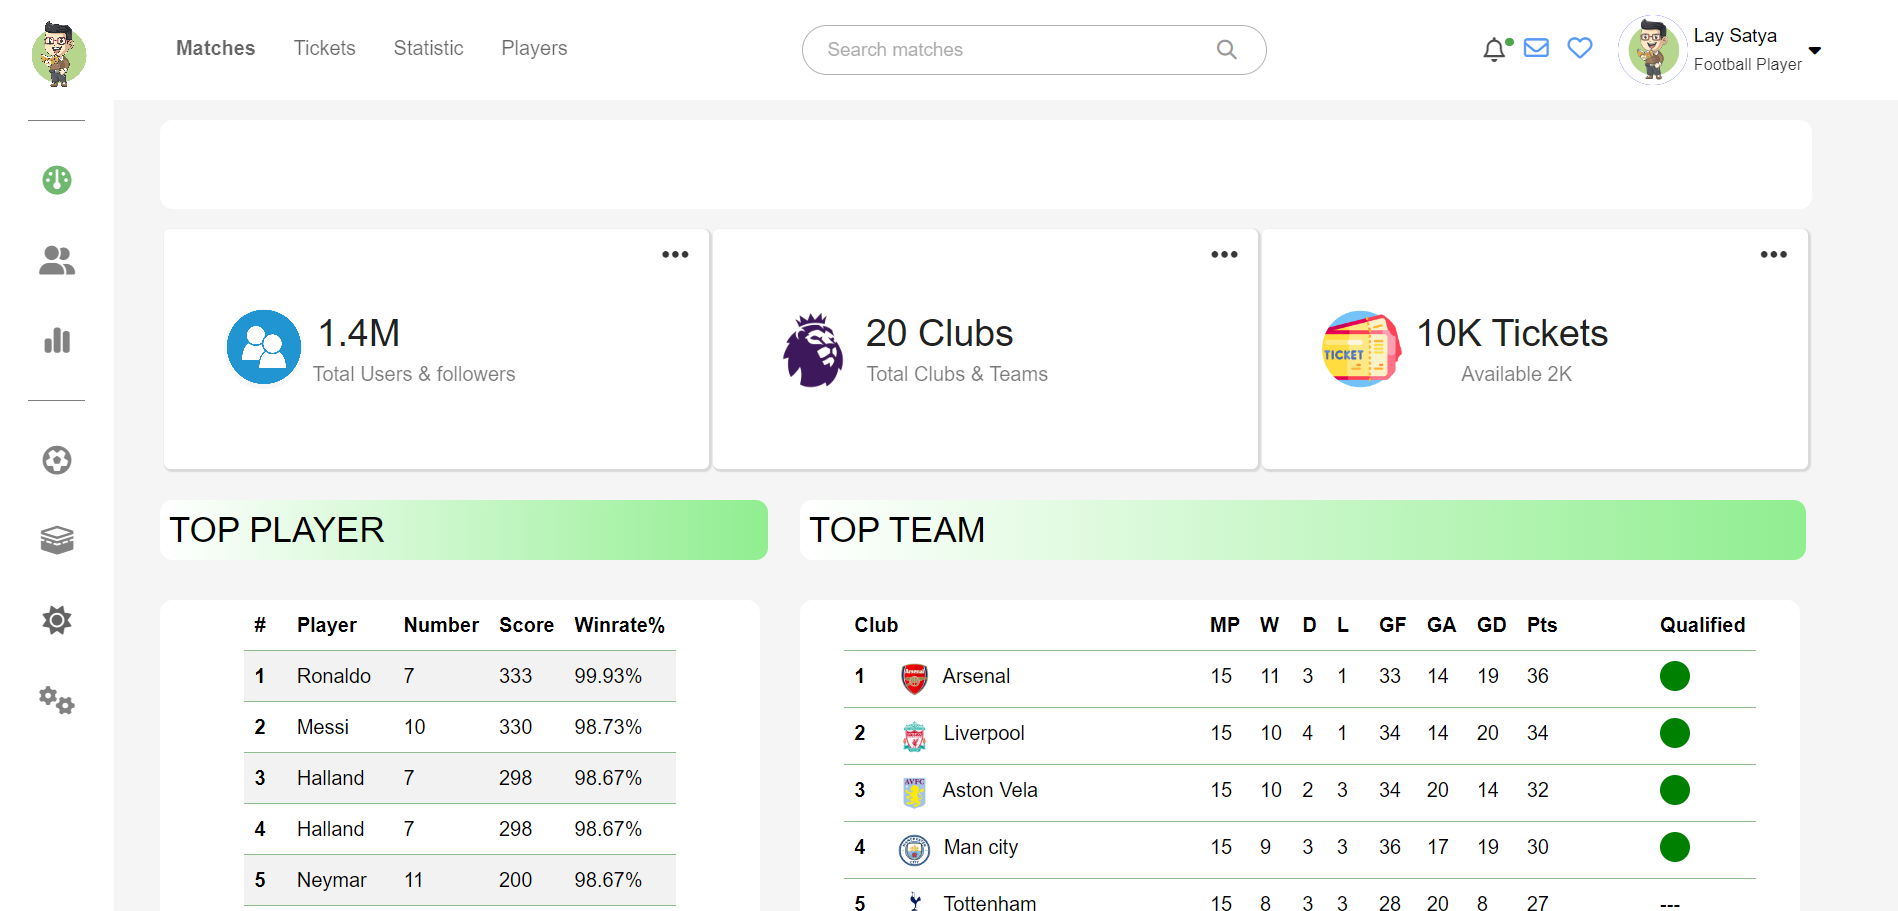 Matches Tickets Statistic Players
Search matches
Lay Satya
Football Player
1.4M
Total Users & followers
20 Clubs
Total Clubs & Teams
TICKET
10K Tickets
Available 2K
TOP PLAYER
# Player Number Score Winrate%
1 Ronaldo 7 333 99.93%
2 Messi 10 330 98.73%
3 Halland 7 298 98.67%
4 Halland 7 298 98.67%
5 Neymar 11 200 98.67%
TOP TEAM
Club MP W D L GF GA GD Pts Qualified
1 Arsenal Arsenal 15 11 3 1 33 14 19 36
2 Liverpool 15 10 4 1 34 14 20 34
3 AVFC Aston Vela 15 10 2 3 34 20 14 32
4 Man city 15 9 3 3 36 17 19 30
5 Tottenham 15 8 3 3 28 20 8 27 ---